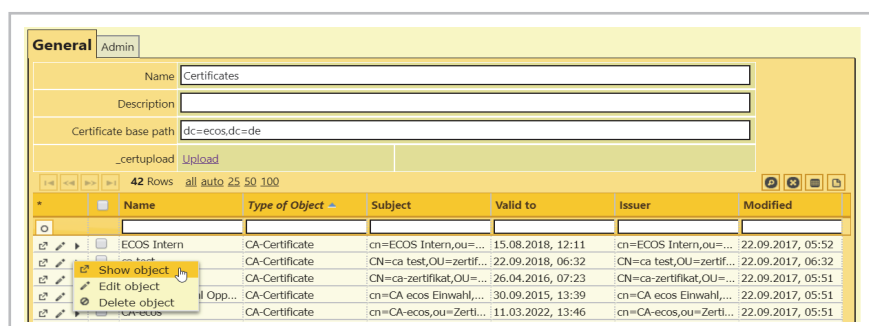 General Admin
Name Certificates
Description
Certificate base path dc=ecos,dc=de
_certupload Upload
42 Rows all auto 25 50 100
* Name Type of Object Subject Valid to Issuer Modified
ECOS Intern CA-Certificate cn=ECOS Intern,ou=... 15.08.2018, 12:11 cn=ECOS Intern,ou=... 22.09.2017, 05:52
CA-Certificate CN=ca test,OU=zertif... 22.09.2018, 06:32 CN=ca test,OU=zertif... 22.09.2017, 06:32
Show object
CA-Certificate CN=ca-zertifikat,OU=... 26.04.2016, 07:23 CN=ca-zertifikat,OU=... 22.09.2017, 05:51
Edit object
Opp... CA-Certificate cn=CA ecos Einwahl,... 30.09.2015, 13:39 cn=CA ecos Einwahl,... 22.09.2017, 05:51
Delete object
CA-ecos CA-Certificate cn=CA-ecos,ou=Zerti... 11.03.2022, 13:46 cn=CA-ecos,ou=Zerti... 22.09.2017, 05:51